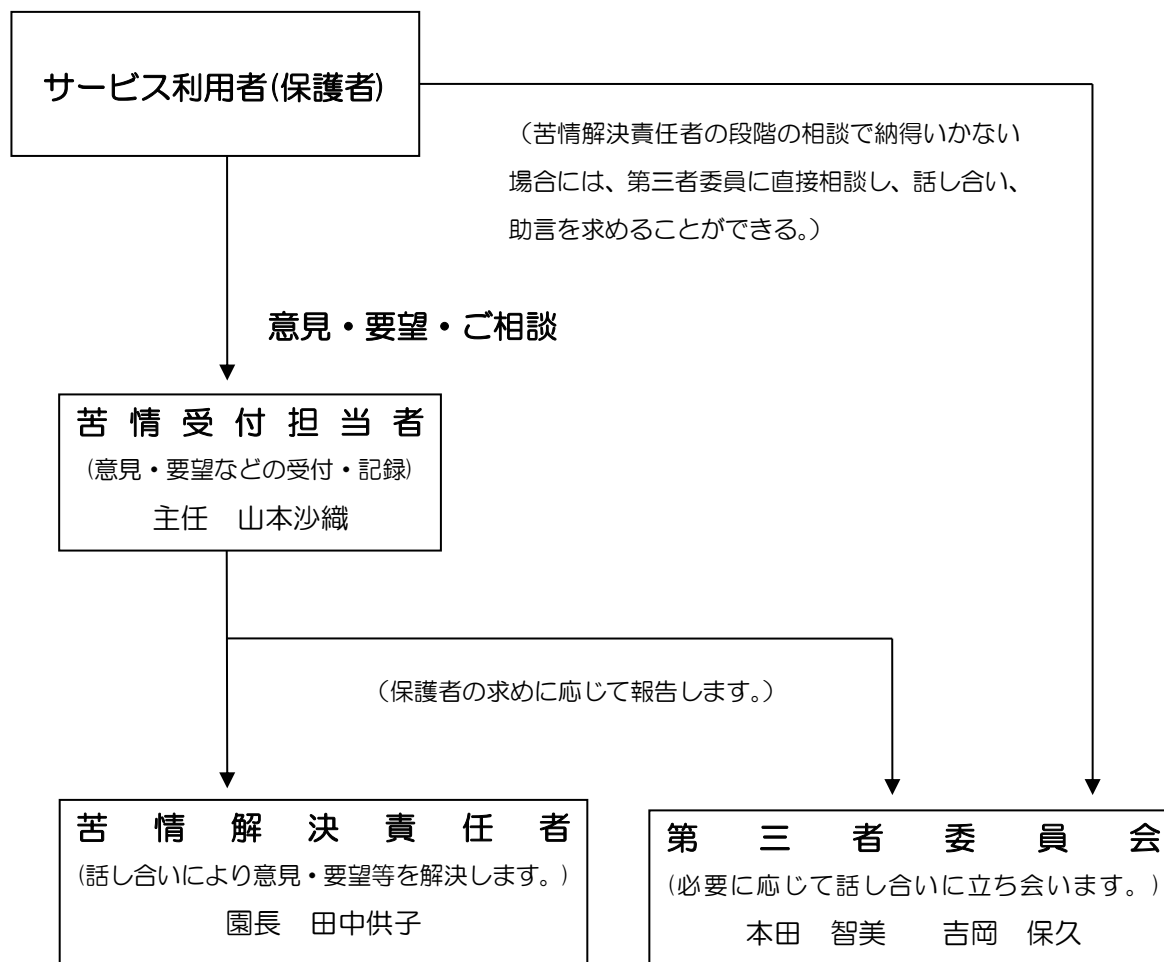 サービス利用者(保護者)
(苦情解決責任者の段階の相談で納得いかない
場合には、第三者委員に直接相談し、話し合い、
助言を求めることができる。)
意見・要望・ご相談
苦情受付担当者
(意見・要望などの受付・記録)
主任 山本沙織
(保護者の求めに応じて報告します。)
苦情解決責任者
(話し合いにより意見・要望等を解決します。)
園長 田中供子
第三者委員会
(必要に応じて話し合いに立ち会います。)
本田 智美 吉岡 保久